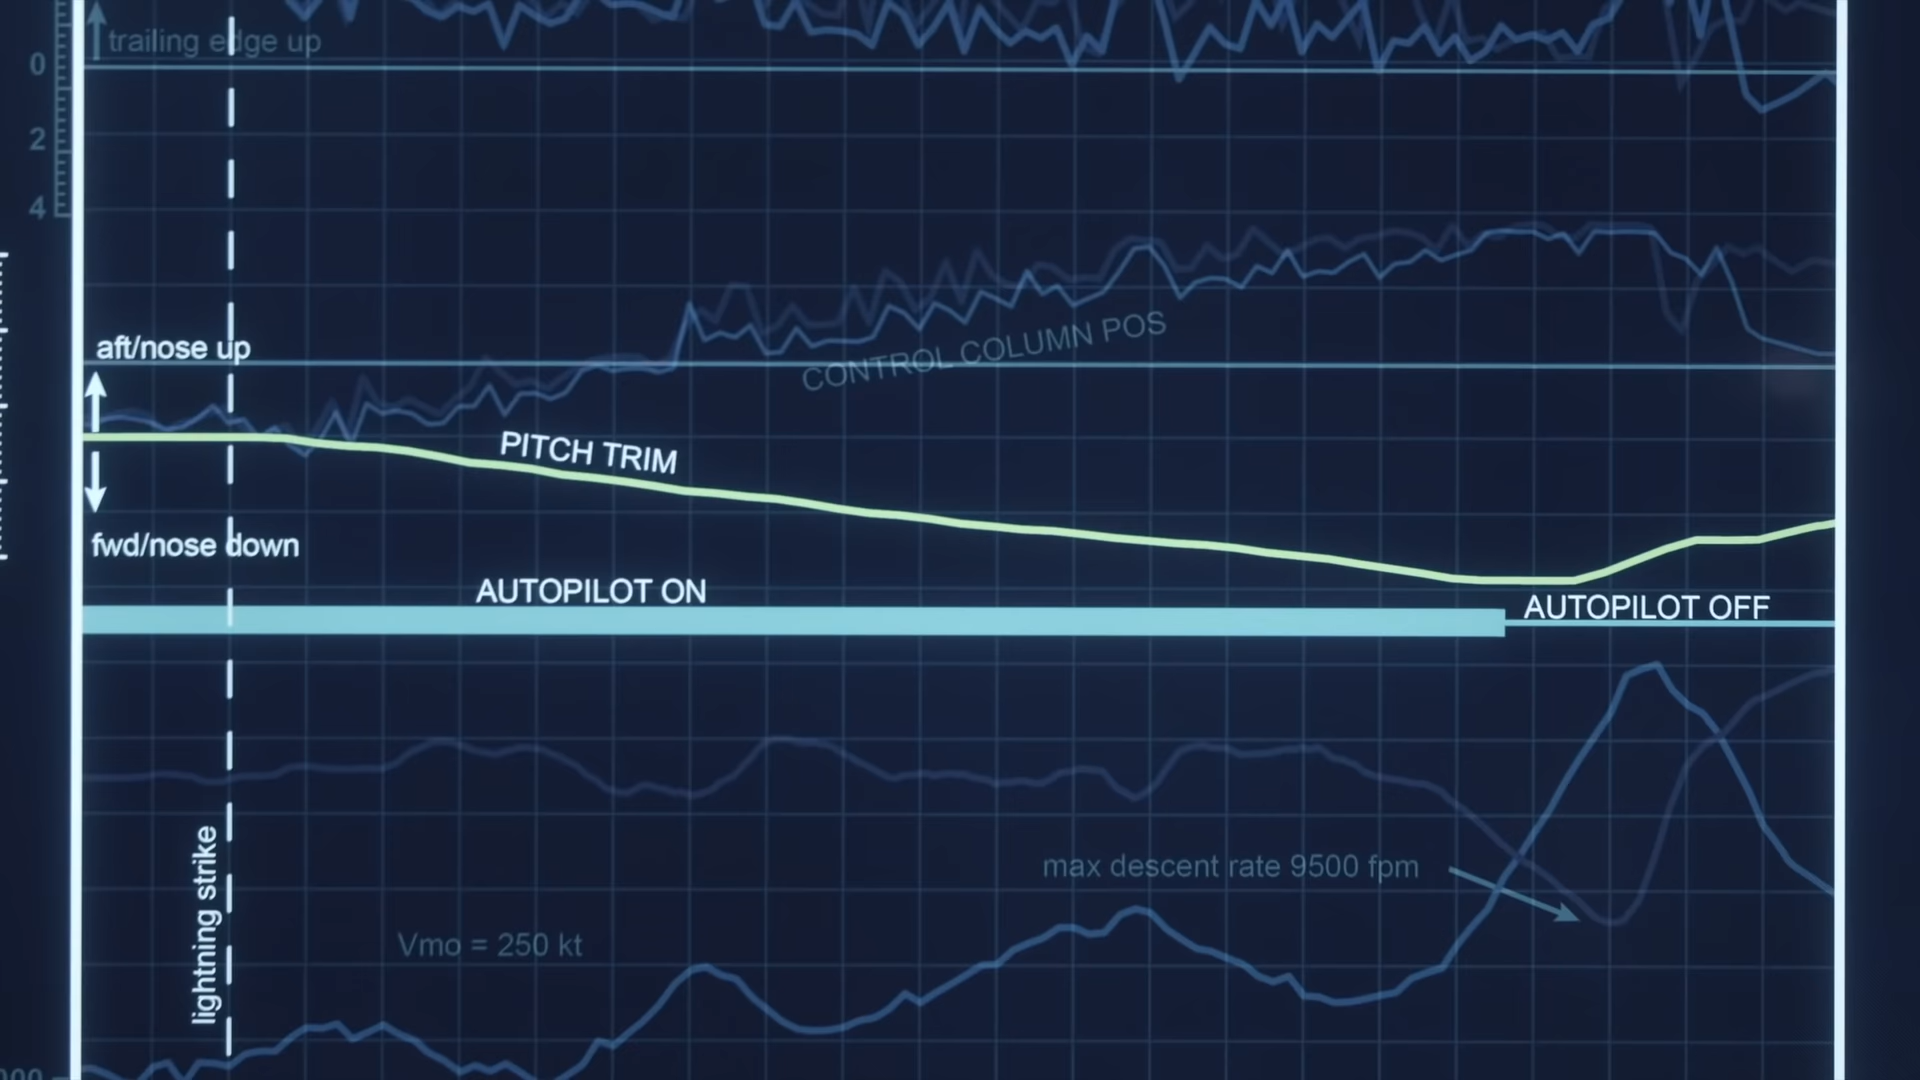 trailing edge up
0
2
4
aft/nose up
CONTROL COLUMN POS
PITCH TRIM
fwd/nose down
AUTOPILOT ON
AUTOPILOT OFF
max descent rate 9500 fpm
Vmo = 250 kt
lightning strike